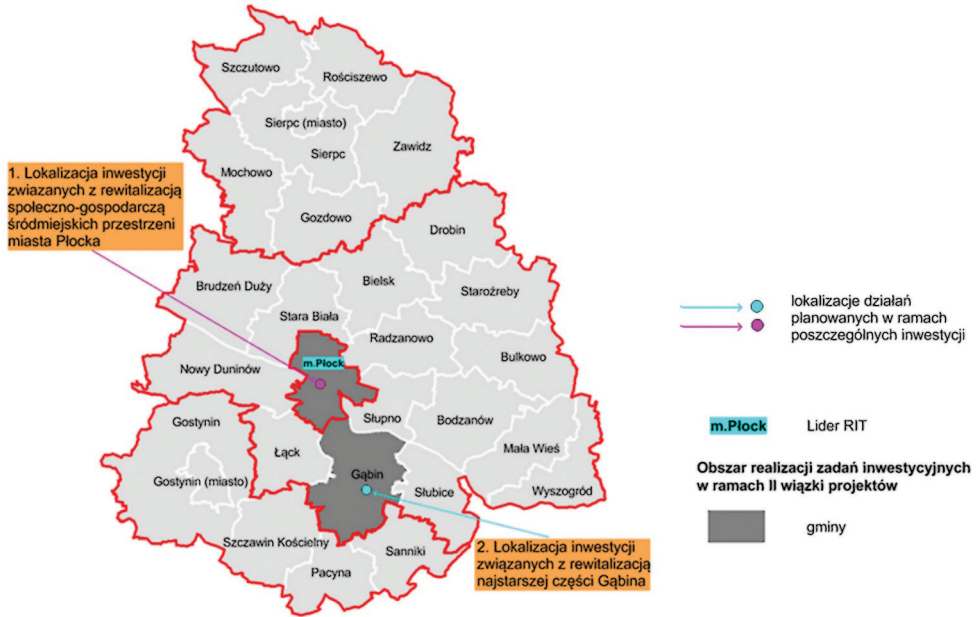 Szczutowo
Rościszewo
Sierpc (miasto)
Sierpc
Zawidz
Mochowo
Gozdowo
1. Lokalizacja inwestycji
zwiazanych z rewitalizacją
społeczno-gospodarczą
śródmiejskich przestrzeni
miasta Płocka
Drobin
Brudzeń Duży
Bielsk
Staroźreby
Stara Biała
Radzanowo
Bulkowo
m.Płock
Nowy Duninów
Słupno
Bodzanów
Gostynin
Łąck
Mała Wieś
Gąbin
Gostynin (miasto)
Słubice
Wyszogród
Szczawin Kościelny
Sanniki
Pacyna
2. Lokalizacja inwestycji
związanych z rewitalizacją
najstarszej części Gąbina
lokalizacje działań
planowanych w ramach
poszczególnych inwestycji
m.Płock Lider RIT
Obszar realizacji zadań inwestycyjnych
w ramach II wiązki projektów
gminy